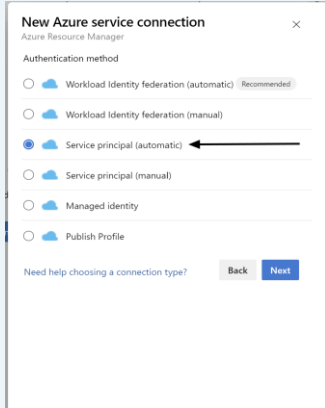 New Azure service connection
Azure Resource Manager
Authentication method
Workload Identity federation (automatic) Recommended
Workload Identity federation (manual)
Service principal (automatic)
Service principal (manual)
Managed identity
Publish Profile
Need help choosing a connection type? Back Next